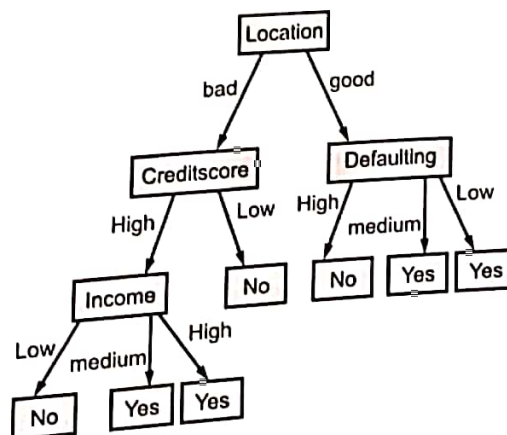 Location
bad good
Creditscore Defaulting
High Low High medium Low
Income No No Yes Yes
Low medium High
No Yes Yes